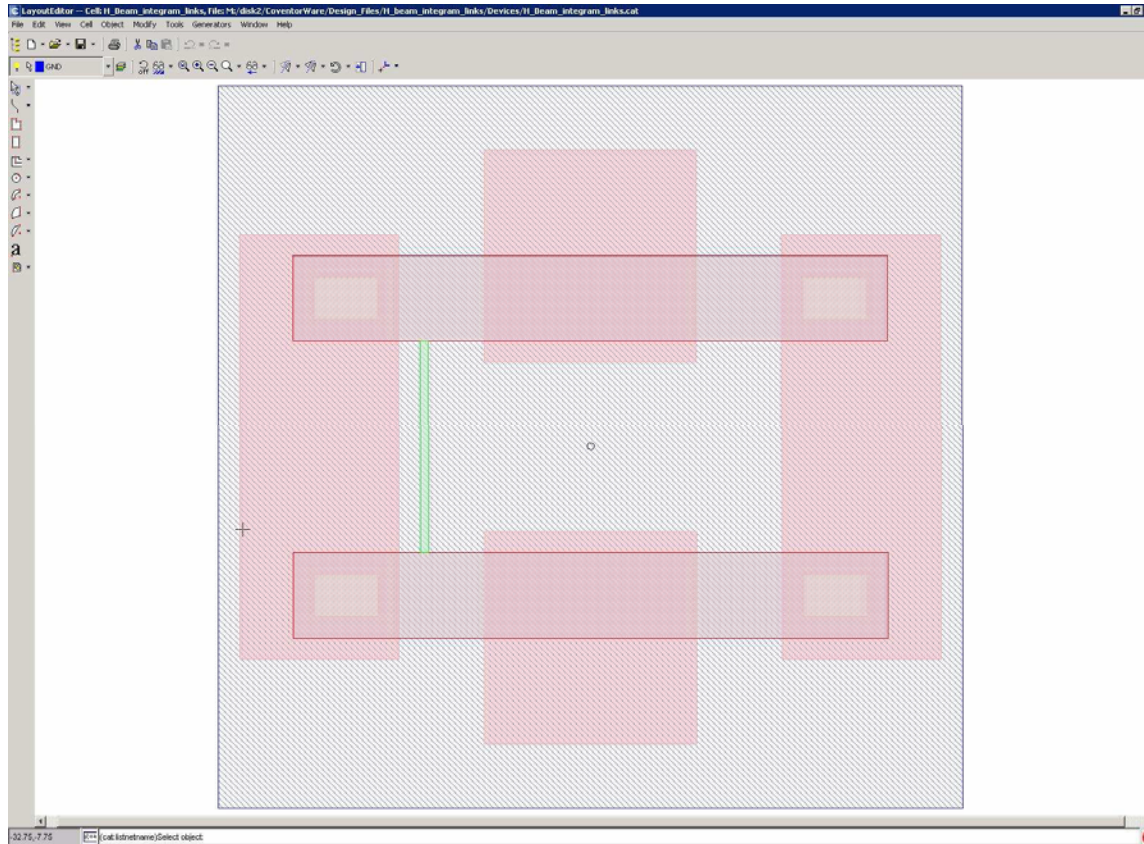 LayoutEditor -- Cell: H_Beam_integram_links, File: M:/disk2/CoventorWare/Design_Files/H_beam_integram_links/Devices/H_Beam_integram_links.cat
File Edit View Cell Object Modify Tools Generators Window Help
GND
off
a
-32.75,-7.75 (cat:listnetname)Select object: